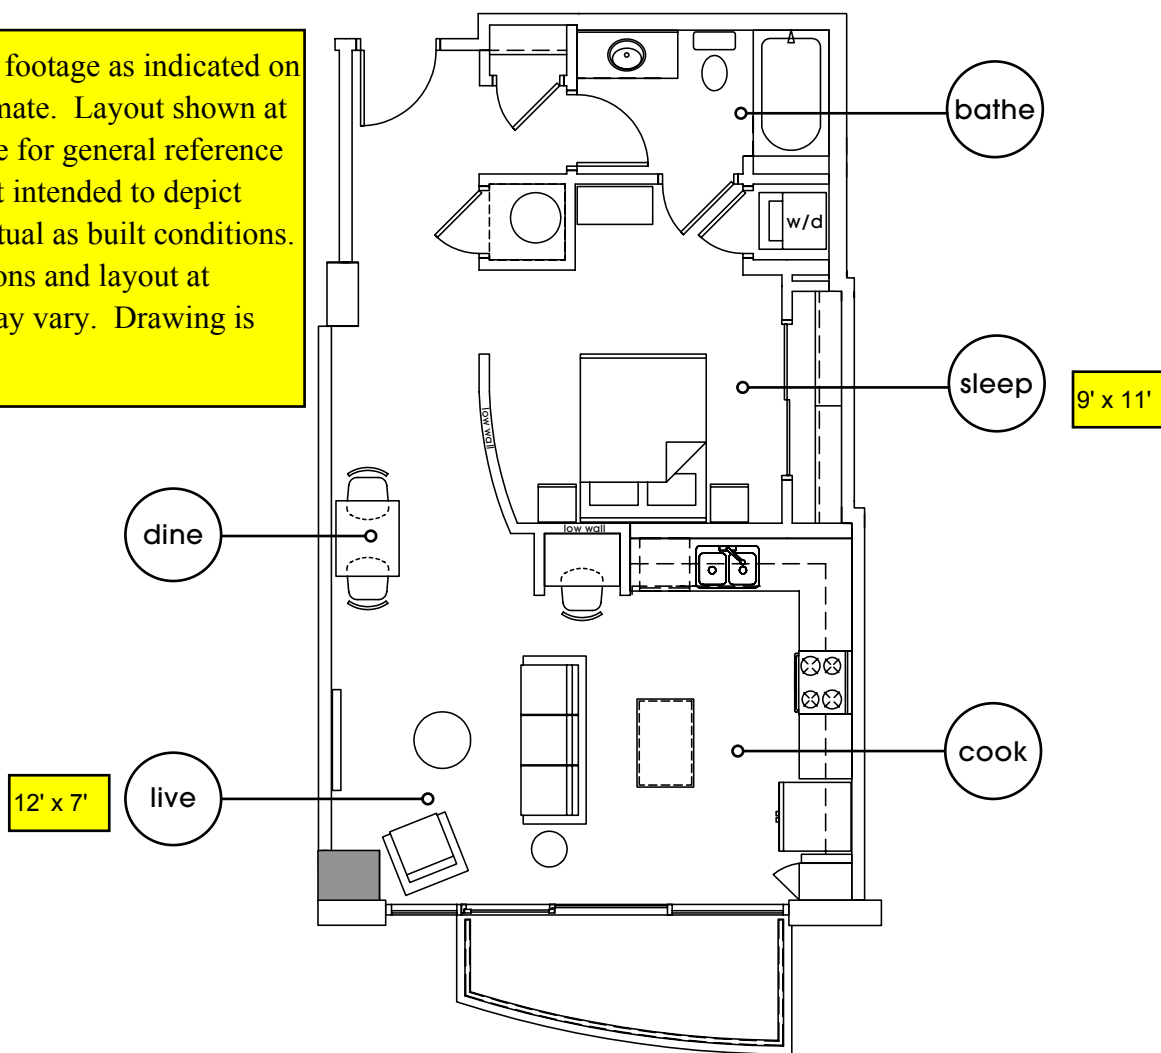 footage as indicated on
mate. Layout shown at
e for general reference
t intended to depict
tual as built conditions.
ons and layout at
ay vary. Drawing is
bathe
w/d
sleep
9' x 11'
low wall
dine
low wall
cook
live
12' x 7'